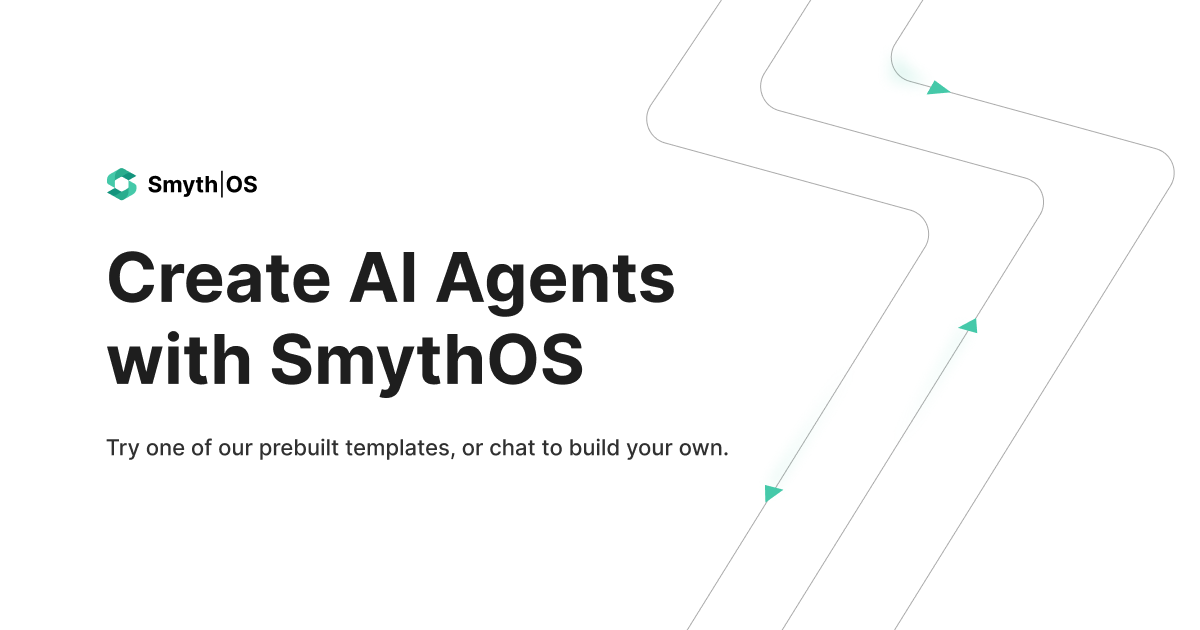 Smyth|OS
Create AI Agents
with SmythOS
Try one of our prebuilt templates, or chat to build your own.